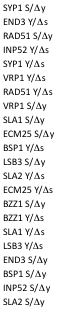 SYP1 S/Δy
END3 Y/Δs
RAD51 S/Δy
INP52 Y/Δs
SYP1 Y/Δs
VRP1 Y/Δs
RAD51 Y/Δs
VRP1 S/Δy
SLA1 S/Δy
ECM25 S/Δy
BSP1 Y/Δs
LSB3 S/Δy
SLA2 Y/Δs
ECM25 Y/Δs
BZZ1 S/Δy
BZZ1 Y/Δs
SLA1 Y/Δs
LSB3 Y/Δs
END3 S/Δy
BSP1 S/Δy
INP52 S/Δy
SLA2 S/Δy